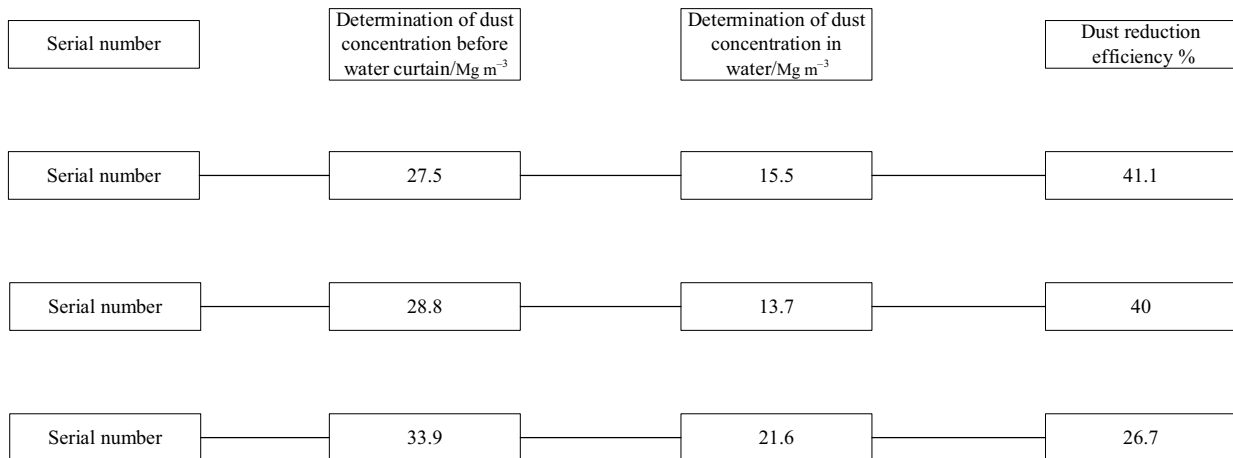 Serial number
Determination of dust
concentration before
water curtain/Mg m⁻³
Determination of dust
concentration in
water/Mg m⁻³
Dust reduction
efficiency %
Serial number
27.5
15.5
41.1
Serial number
28.8
13.7
40
Serial number
33.9
21.6
26.7